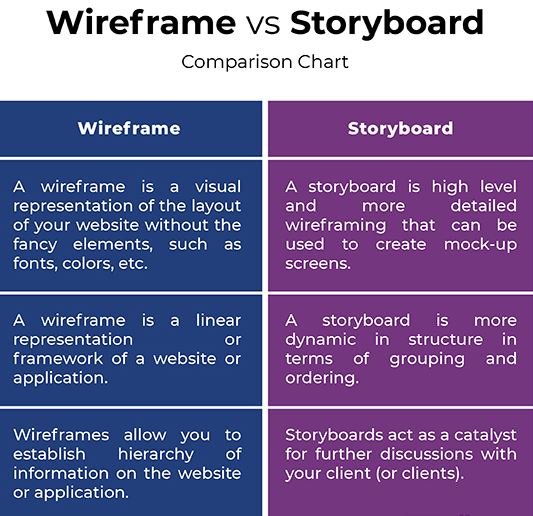 Wireframe vs Storyboard
Comparison Chart
Wireframe
Storyboard
A wireframe is a visual
representation of the layout
of your website without the
fancy elements, such as
fonts, colors, etc.
A storyboard is high level
and more detailed
wireframing that can be
used to create mock-up
screens.
A wireframe is a linear
representation or
framework of a website or
application.
A storyboard is more
dynamic in structure in
terms of grouping and
ordering.
Wireframes allow you to
establish hierarchy of
information on the website
or application.
Storyboards act as a catalyst
for further discussions with
your client (or clients).